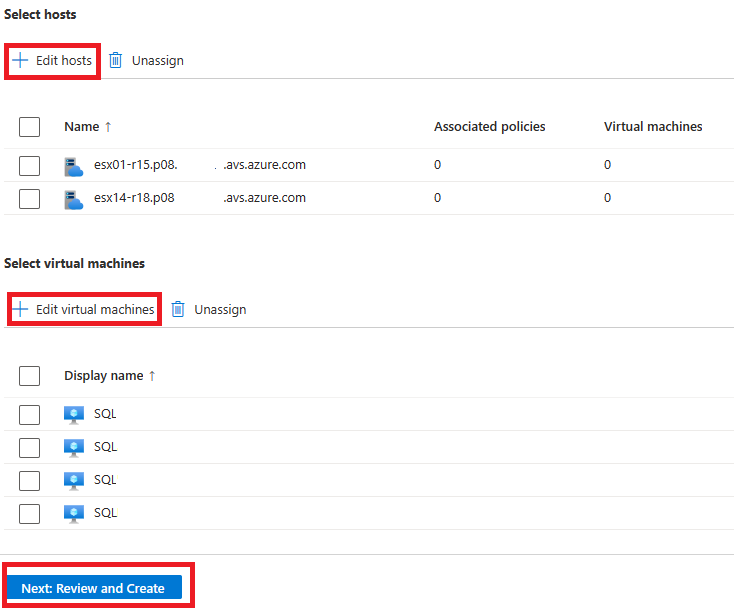 Select hosts
Edit hosts Unassign
Name ↑ Associated policies Virtual machines
esx01-r15.p08. . .avs.azure.com 0 0
esx14-r18.p08 .avs.azure.com 0 0
Select virtual machines
Edit virtual machines Unassign
Display name ↑
SQL
SQL
SQL
SQL
Next: Review and Create